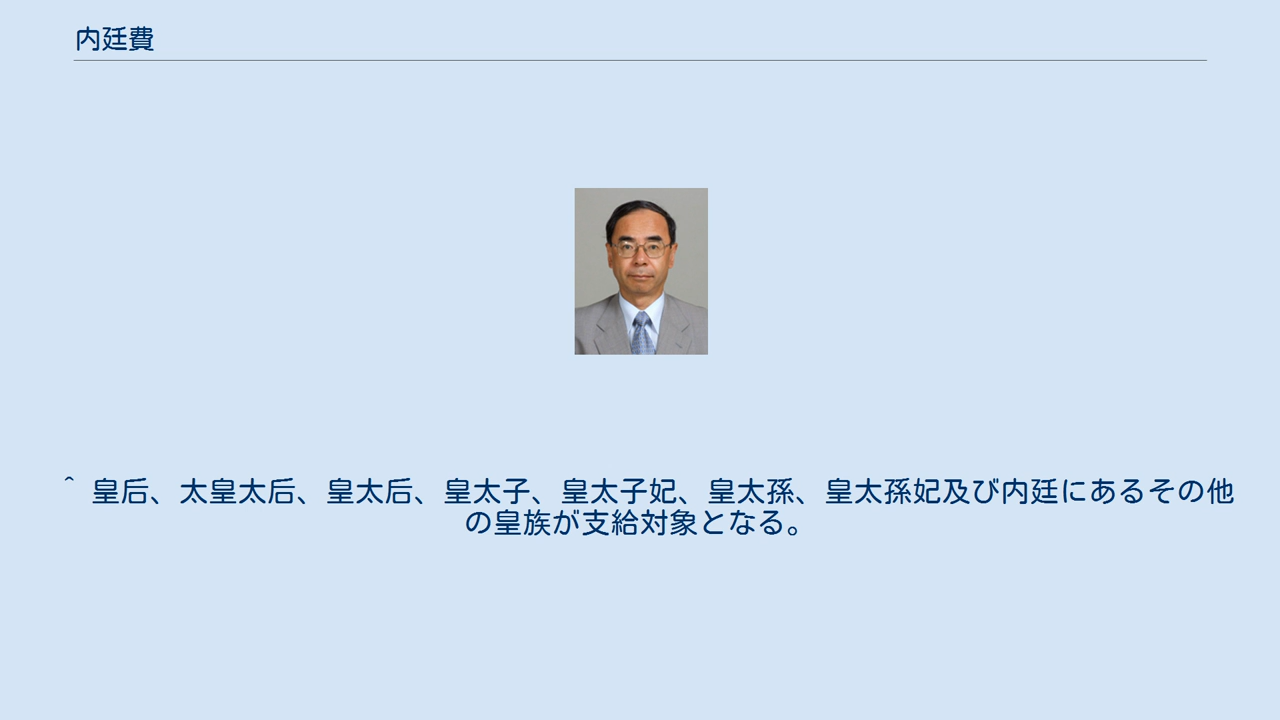 内廷費
^ 皇后、太皇太后、皇太后、皇太子、皇太子妃、皇太孫、皇太孫妃及び内廷にあるその他
の皇族が支給対象となる。